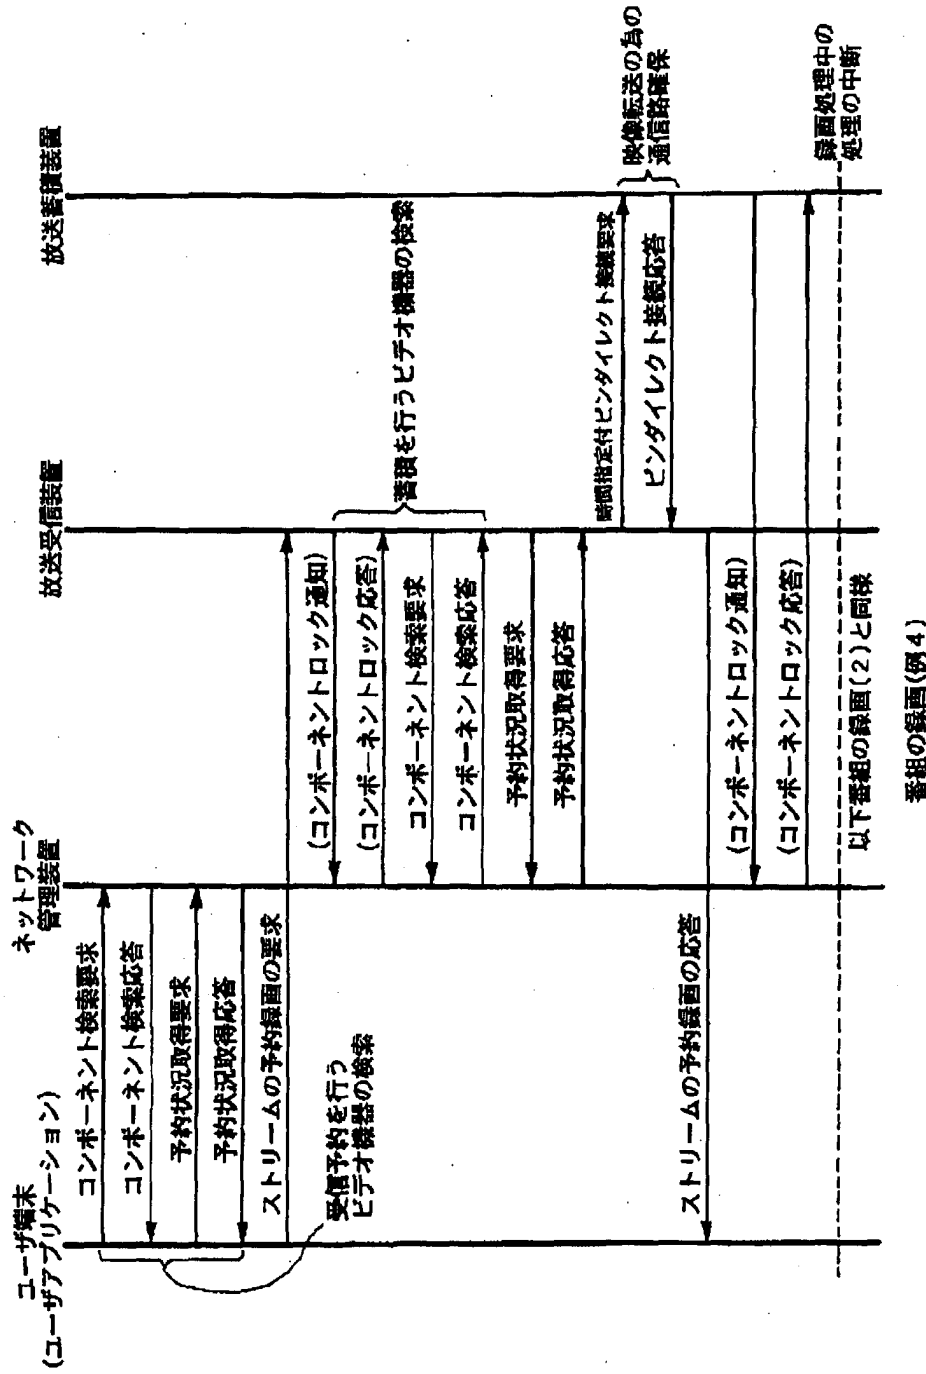 ユーザ端末
(ユーザアプリケーション)
ネットワーク
管理装置
放送受信装置
放送蓄積装置
コンポーネント検索要求
コンポーネント検索応答
予約状況取得要求
予約状況取得応答
ストリームの予約録画の要求
受信予約を行う
ビデオ機器の検索
(コンポーネントロック通知)
(コンポーネントロック応答)
コンポーネント検索要求
コンポーネント検索応答
蓄積を行うビデオ機器の検索
予約状況取得要求
予約状況取得応答
時間指定付ピンダイレクト接続要求
ピンダイレクト接続応答
映像転送の為の
通信路確保
ストリームの予約録画の応答
(コンポーネントロック通知)
(コンポーネントロック応答)
録画処理中の
処理の中断
以下番組の録画(2)と同様
番組の録画(例4)